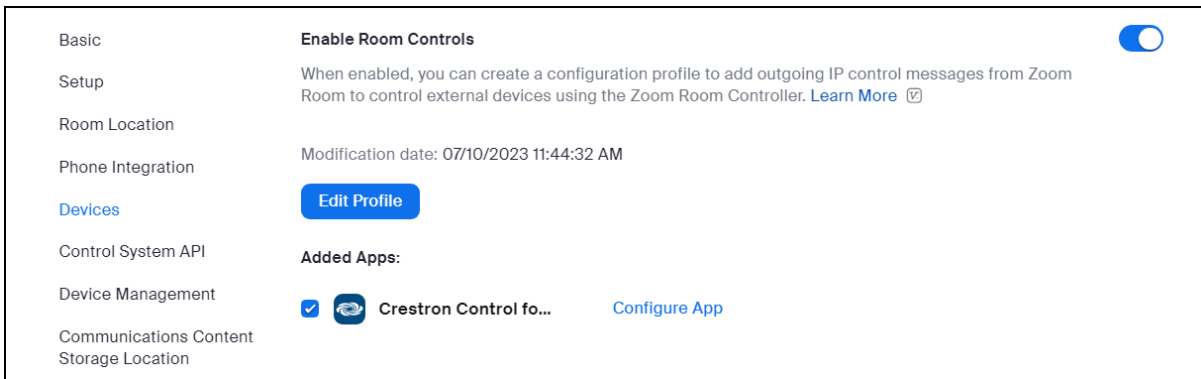 Basic
Setup
Room Location
Phone Integration
Devices
Control System API
Device Management
Communications Content
Storage Location
Enable Room Controls
When enabled, you can create a configuration profile to add outgoing IP control messages from Zoom
Room to control external devices using the Zoom Room Controller. Learn More
Modification date: 07/10/2023 11:44:32 AM
Edit Profile
Added Apps:
Crestron Control fo... Configure App